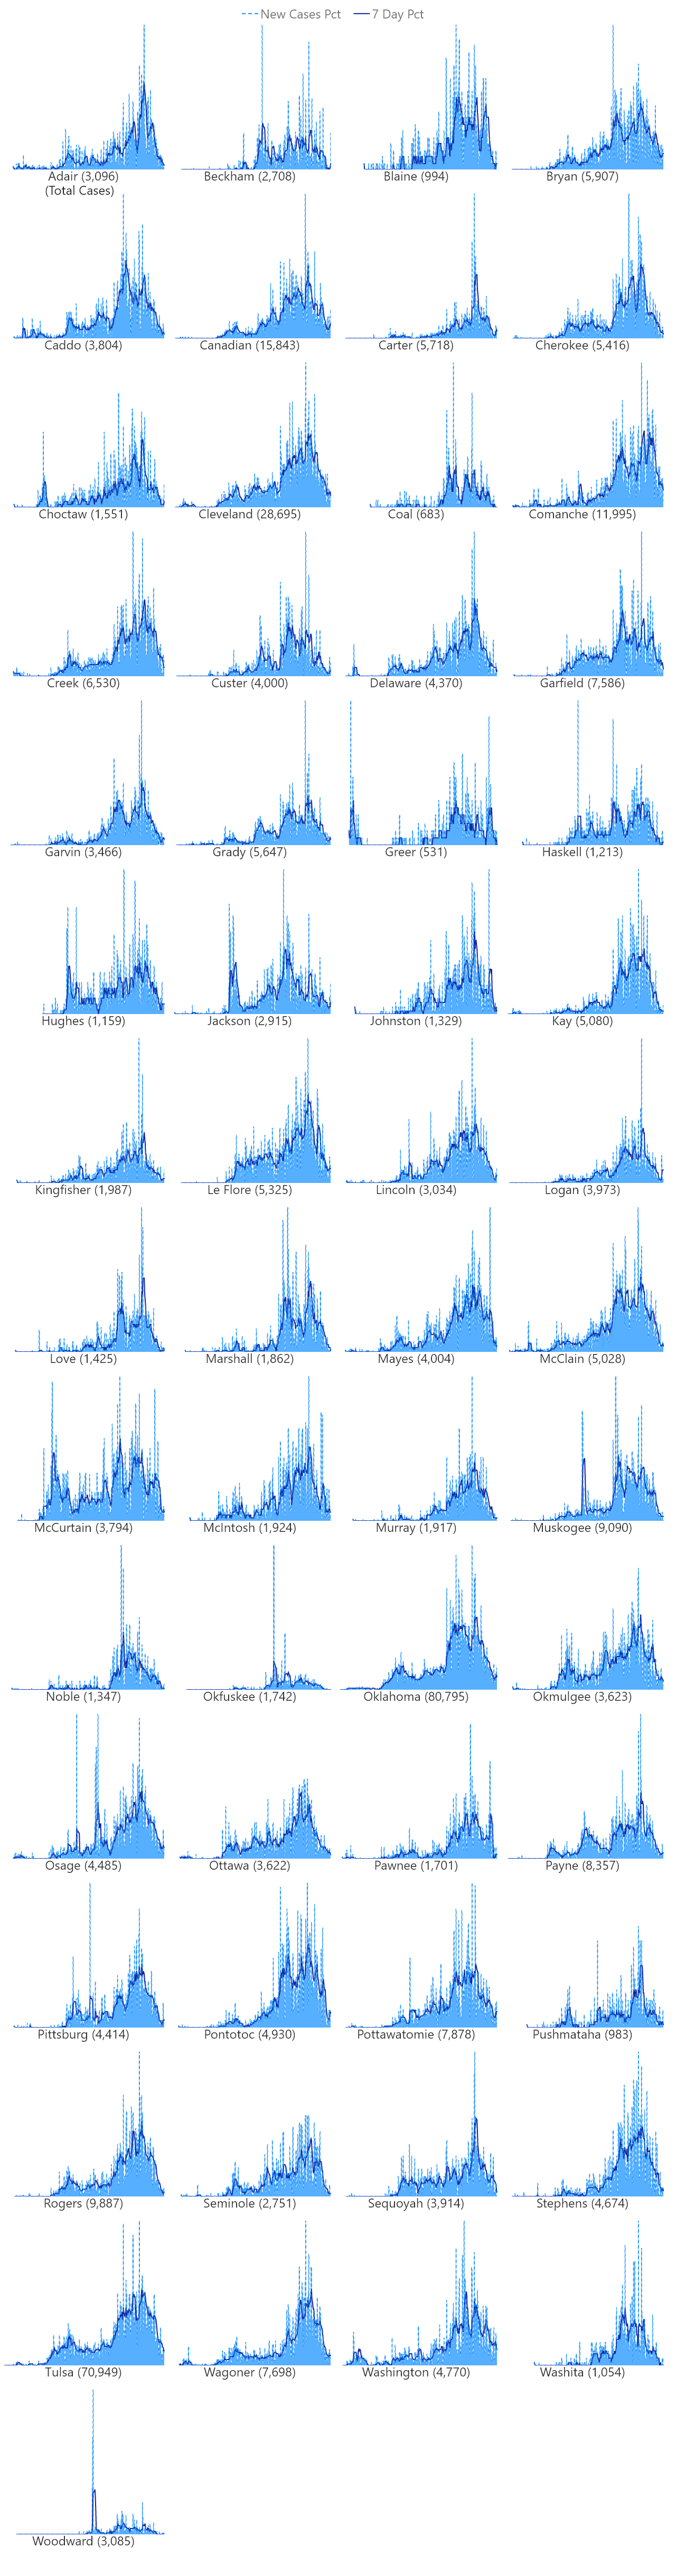 New Cases Pct 7 Day Pct
Adair (3,096) Beckham (2,708) Blaine (994) Bryan (5,907)
(Total Cases)
Caddo (3,804) Canadian (15,843) Carter (5,718) Cherokee (5,416)
Choctaw (1,551) Cleveland (28,695) Coal (683) Comanche (11,995)
Creek (6,530) Custer (4,000) Delaware (4,370) Garfield (7,586)
Garvin (3,466) Grady (5,647) Greer (531) Haskell (1,213)
Hughes (1,159) Jackson (2,915) Johnston (1,329) Kay (5,080)
Kingfisher (1,987) Le Flore (5,325) Lincoln (3,034) Logan (3,973)
Love (1,425) Marshall (1,862) Mayes (4,004) McClain (5,028)
McCurtain (3,794) McIntosh (1,924) Murray (1,917) Muskogee (9,090)
Noble (1,347) Okfuskee (1,742) Oklahoma (80,795) Okmulgee (3,623)
Osage (4,485) Ottawa (3,622) Pawnee (1,701) Payne (8,357)
Pittsburg (4,414) Pontotoc (4,930) Pottawatomie (7,878) Pushmataha (983)
Rogers (9,887) Seminole (2,751) Sequoyah (3,914) Stephens (4,674)
Tulsa (70,949) Wagoner (7,698) Washington (4,770) Washita (1,054)
Woodward (3,085)